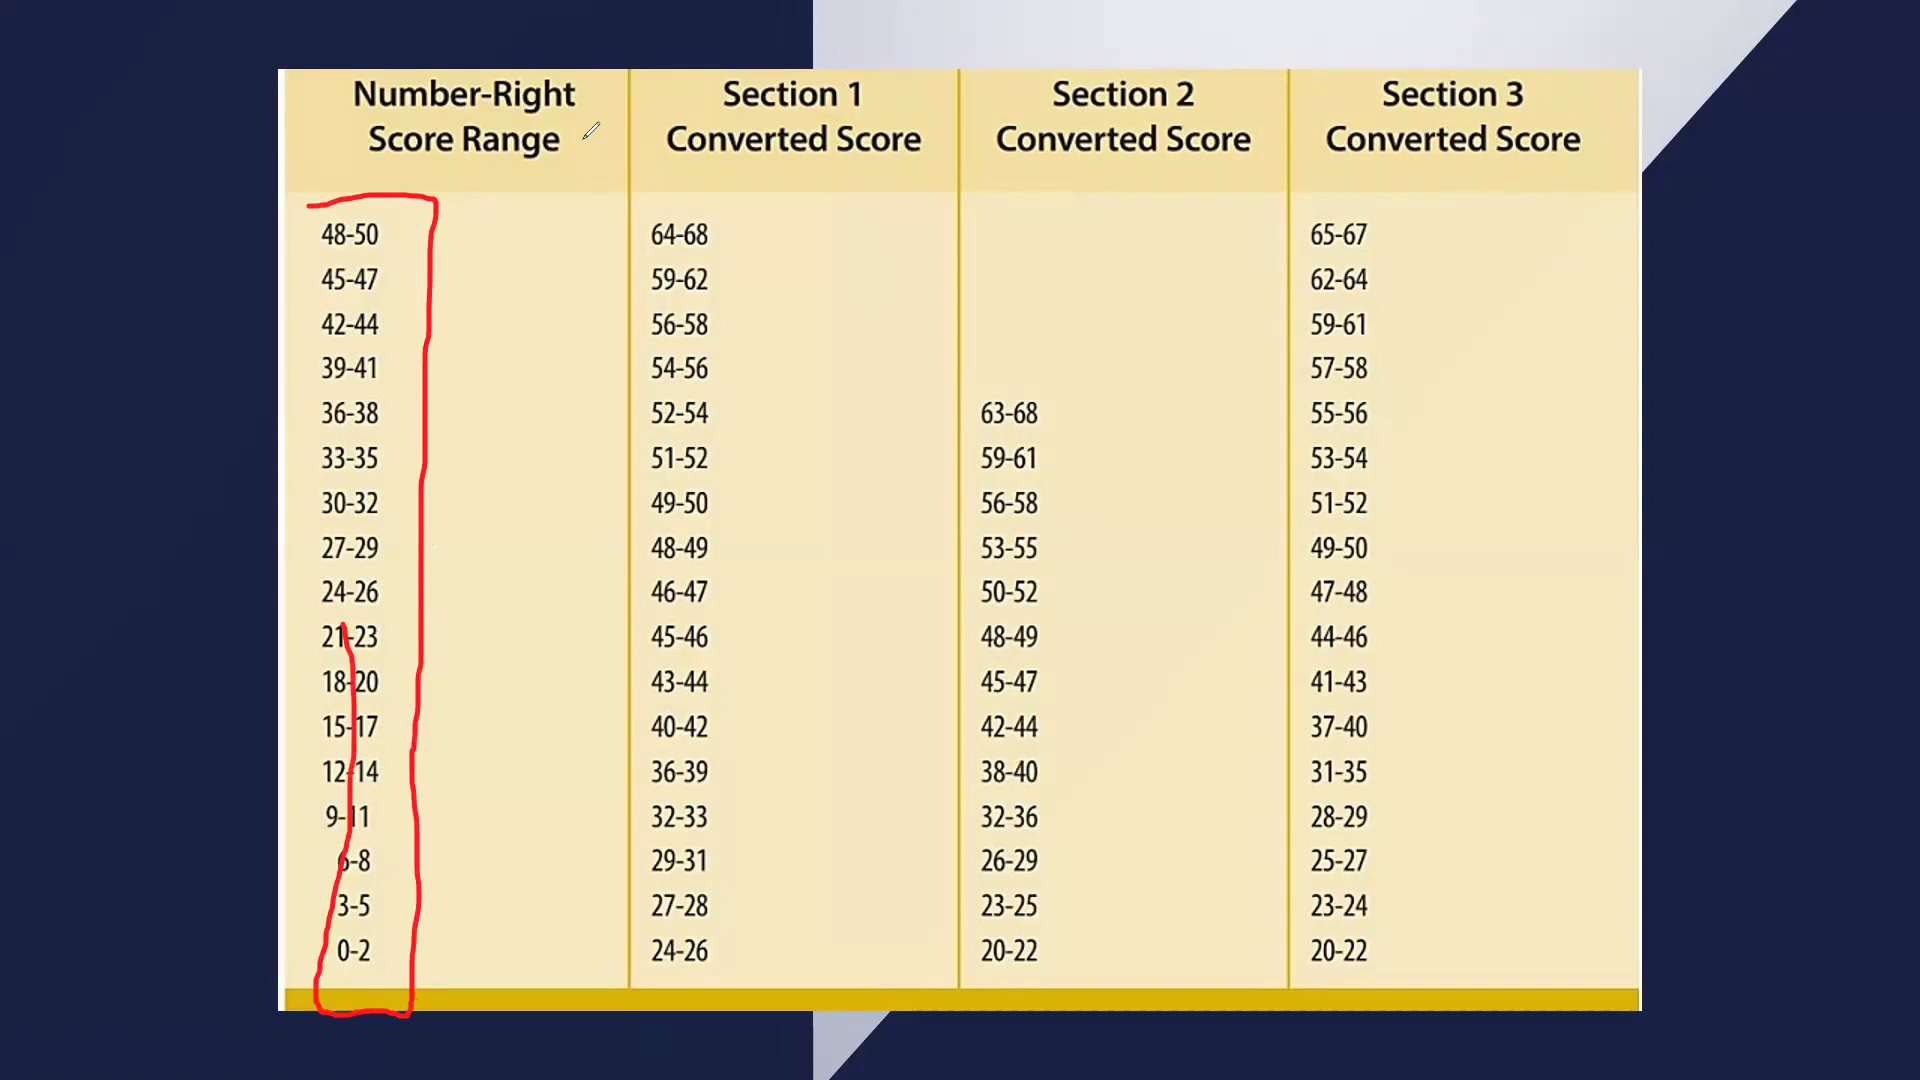 Number-Right Score Range Section 1 Converted Score Section 2 Converted Score Section 3 Converted Score
48-50 64-68 65-67
45-47 59-62 62-64
42-44 56-58 59-61
39-41 54-56 57-58
36-38 52-54 63-68 55-56
33-35 51-52 59-61 53-54
30-32 49-50 56-58 51-52
27-29 48-49 53-55 49-50
24-26 46-47 50-52 47-48
21-23 45-46 48-49 44-46
18-20 43-44 45-47 41-43
15-17 40-42 42-44 37-40
12-14 36-39 38-40 31-35
9-11 32-33 32-36 28-29
6-8 29-31 26-29 25-27
3-5 27-28 23-25 23-24
0-2 24-26 20-22 20-22